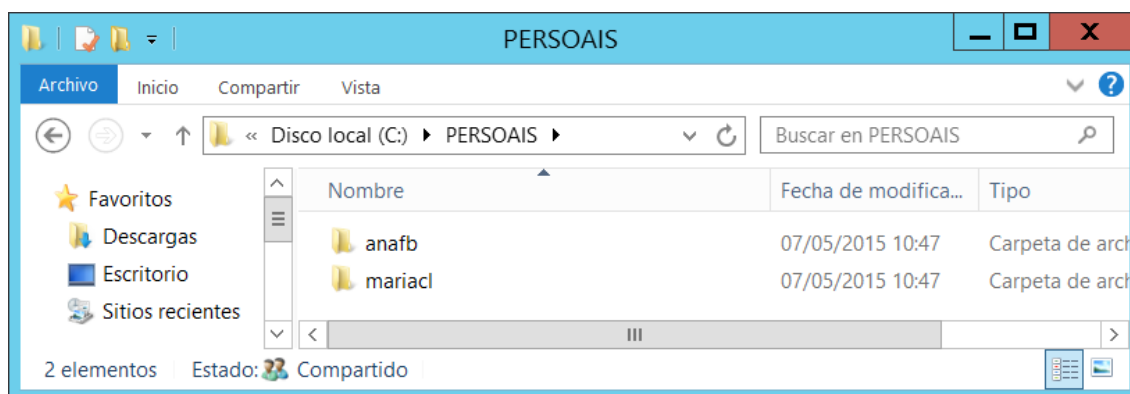 PERSOAIS
Archivo Inicio Compartir Vista
« Disco local (C:) PERSOAIS Buscar en PERSOAIS
Favoritos Nombre Fecha de modifica... Tipo
Descargas anafb 07/05/2015 10:47 Carpeta de arch
Escritorio mariacl 07/05/2015 10:47 Carpeta de arch
Sitios recientes
2 elementos Estado: Compartido